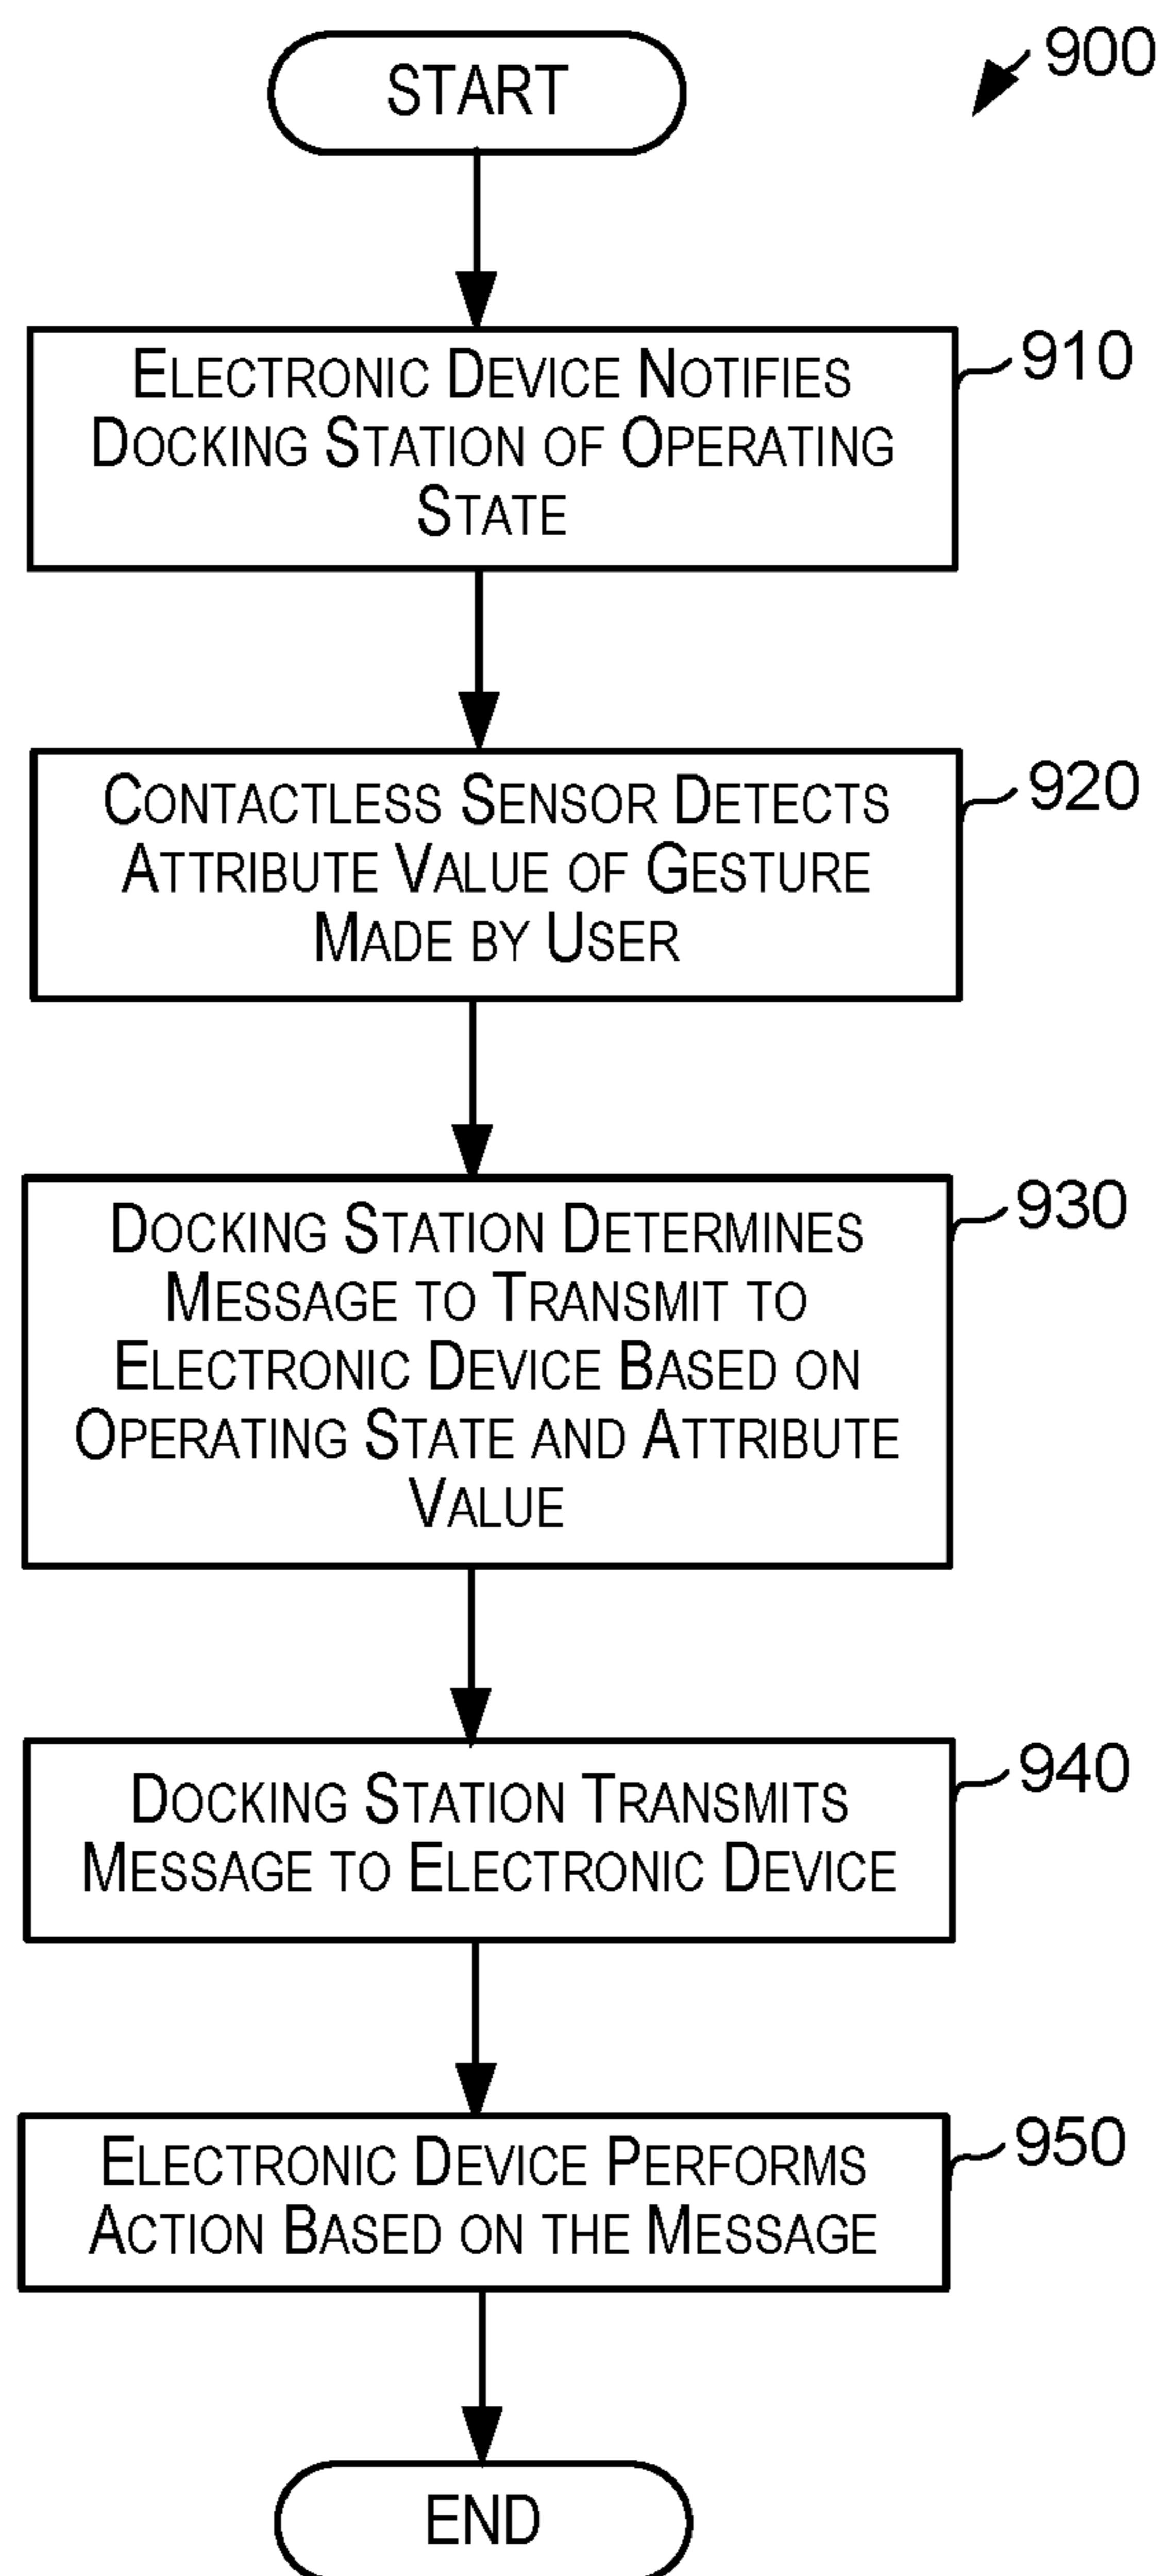 START
900
ELECTRONIC DEVICE NOTIFIES
DOCKING STATION OF OPERATING
STATE
910
CONTACTLESS SENSOR DETECTS
ATTRIBUTE VALUE OF GESTURE
MADE BY USER
920
DOCKING STATION DETERMINES
MESSAGE TO TRANSMIT TO
ELECTRONIC DEVICE BASED ON
OPERATING STATE AND ATTRIBUTE
VALUE
930
DOCKING STATION TRANSMITS
MESSAGE TO ELECTRONIC DEVICE
940
ELECTRONIC DEVICE PERFORMS
ACTION BASED ON THE MESSAGE
950
END